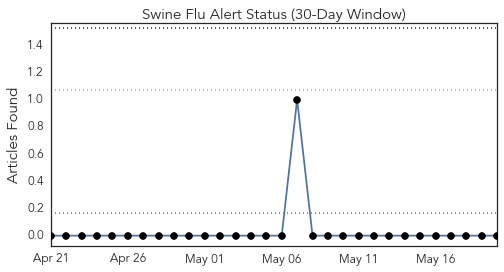 Swine Flu Alert Status (30-Day Window)
Articles Found
1.4
1.2
1.0
0.8
0.6
0.4
0.2
0.0
Apr 21 Apr 26 May 01 May 06 May 11 May 16